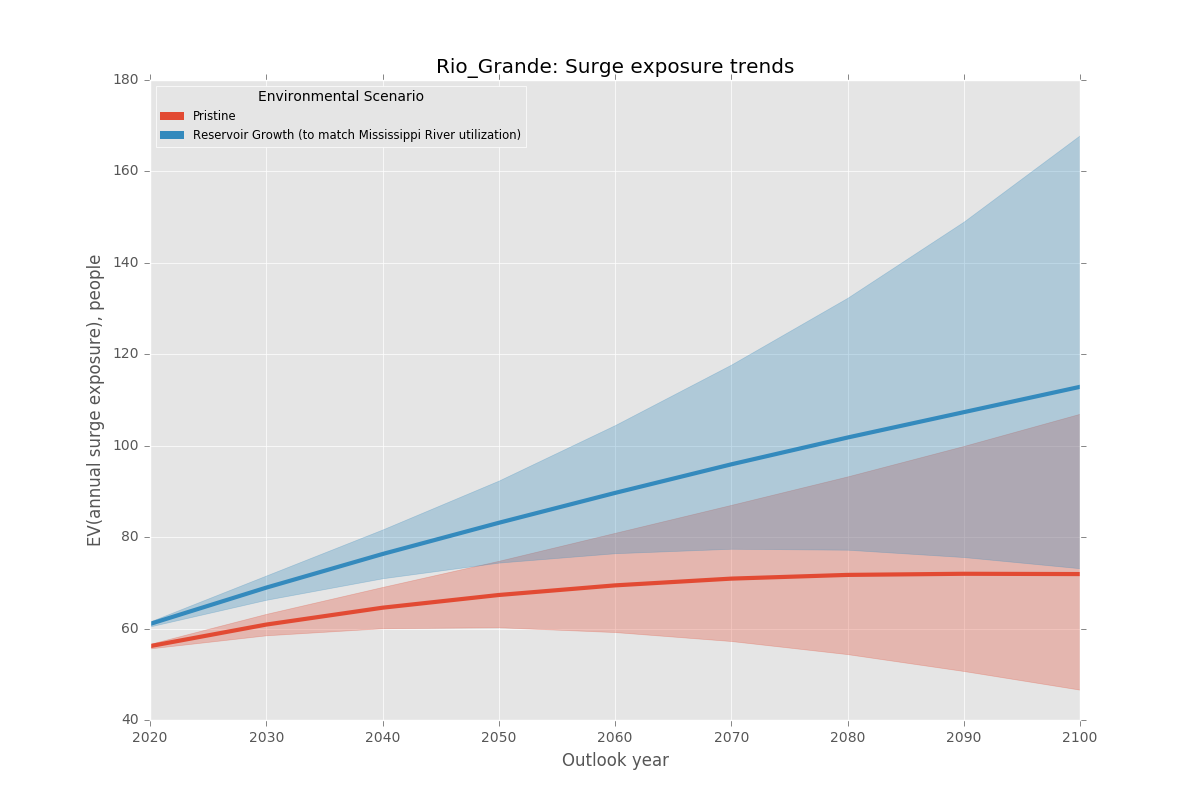 Rio_Grande: Surge exposure trends
Environmental Scenario
Pristine
Reservoir Growth (to match Mississippi River utilization)
EV(annual surge exposure), people
180
160
140
120
100
80
60
40
2020 2030 2040 2050 2060 2070 2080 2090 2100
Outlook year